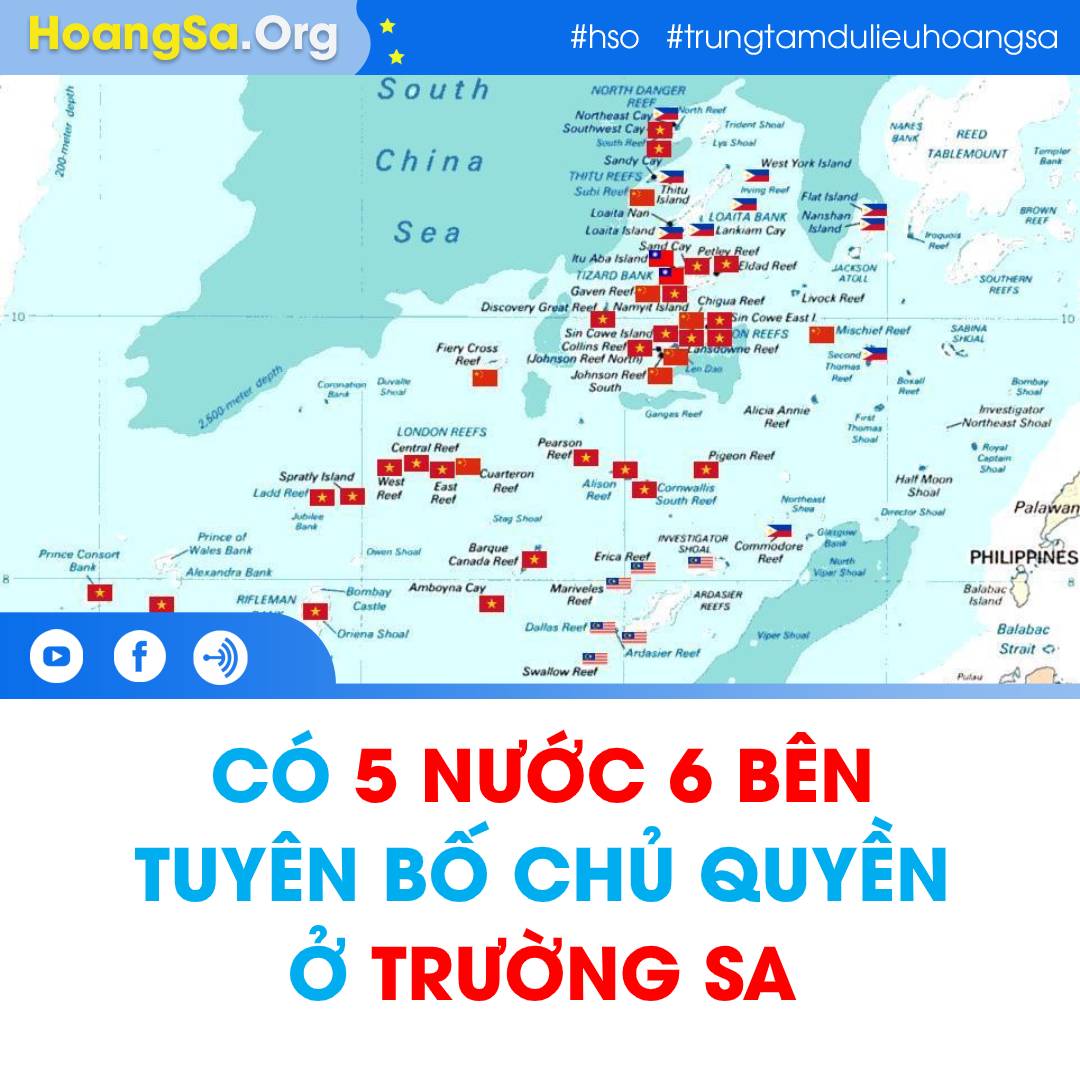 HoangSa.Org
#hso #trungtamdulieuhoangsa
200-meter depth
South
China
Sea
NORTH DANGER
REEF
Northeast Cay
North Reef
Southwest Cay
South Reef
Trident Shoal
Lys Shoal
Sandy Cay
THITU REEFS
Subi Reef
Thitu
Island
West York Island
Irving Reef
Loaita Nan
LOAITA BANK
Loaita Island
Lankiam Cay
Flat Island
Nanshan
Island
NARES
BANK
REED
TABLEMOUNT
Templer
Bank
BROWN
REEF
Iroquois
Reef
SOUTHERN
REEFS
JACKSON
ATOLL
Sand Cay
Petley Reef
Itu Aba Island
Eldad Reef
TIZARD BANK
Gaven Reef
Namyit Island
Discovery Great Reef
Chigua Reef
Livock Reef
10
Sin Cowe East I.
10
Sin Cowe Island
ON REEFS
Collins Reef
(Johnson Reef North)
Lansdowne Reef
Len Dao
Johnson Reef
South
Mischief Reef
SABINA
SHOAL
Second
Thomas
Reef
Boxall
Reef
Bombay
Shoal
Fiery Cross
Reef
2,500-meter depth
Coronation
Bank
Duvalle
Shoal
Ganges Reef
Alicia Annie
Reef
First
Thomas
Shoal
Investigator
Northeast Shoal
Royal
Captain
Shoal
LONDON REEFS
Central Reef
West
Reef
East
Reef
Cuarteron
Reef
Pearson
Reef
Alison
Reef
Cornwallis
South Reef
Pigeon Reef
Half Moon
Shoal
Director Shoal
Spratly Island
Ladd Reef
Jubilee
Bank
Stag Shoal
Northeast
Shea
Palawan
Prince of
Wales Bank
Prince Consort
Bank
Alexandra Bank
Owen Shoal
Barque
Canada Reef
Erica Reef
INVESTIGATOR
SHOAL
Commodore
Reef
Glasgow
Bank
North
Viper Shoal
PHILIPPINES
8
8
Amboyna Cay
Mariveles
Reef
ARDASIER
REEFS
Balabac
Island
RIFLEMAN
Bombay
Castle
Oriena Shoal
Dallas Reef
Ardasier Reef
Viper Shoal
Balabac
Strait
Swallow Reef
Pulau
CÓ 5 NƯỚC 6 BÊN
TUYÊN BỐ CHỦ QUYỀN
Ở TRƯỜNG SA